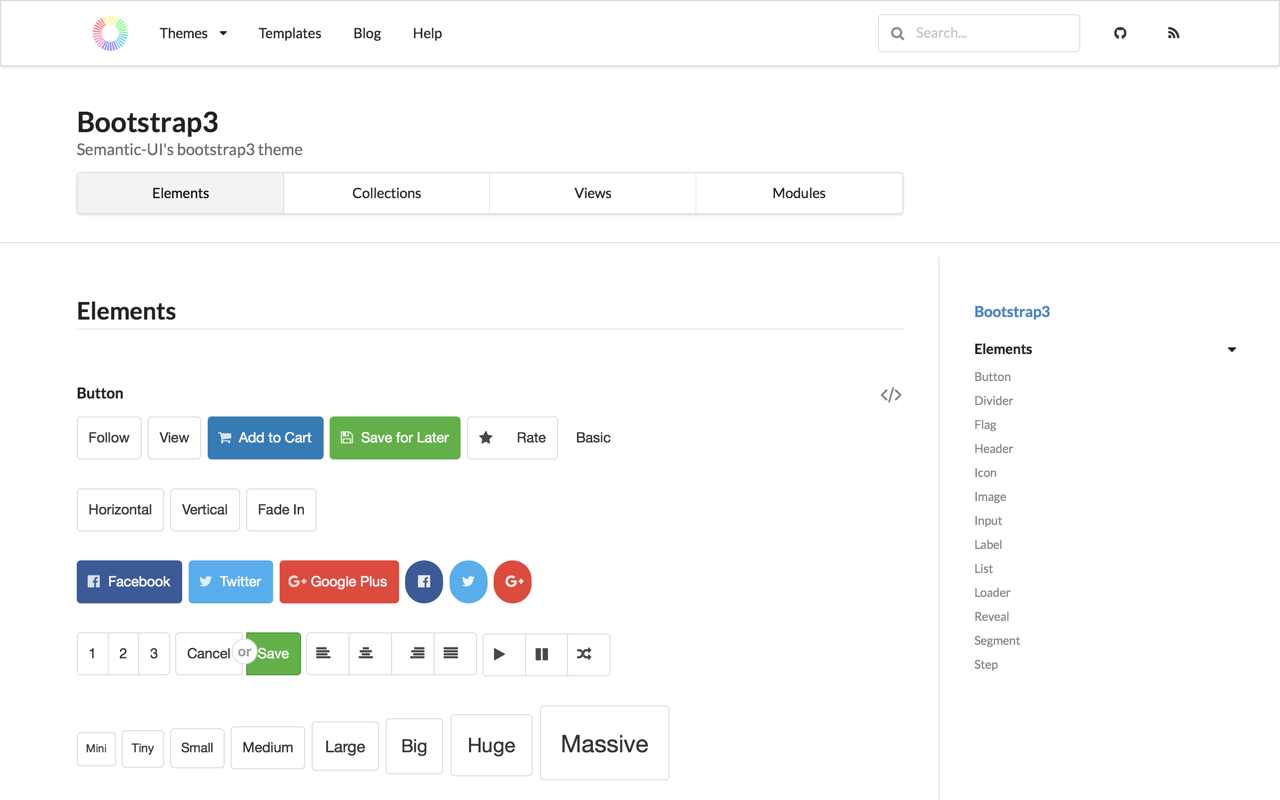 Themes Templates Blog Help Search...
Bootstrap3
Semantic-UI's bootstrap3 theme
Elements Collections Views Modules
Elements
Button </>
Follow View Add to Cart Save for Later Rate Basic
Horizontal Vertical Fade In
Facebook Twitter Google Plus
1 2 3 Cancel or Save
Mini Tiny Small Medium Large Big Huge Massive
Bootstrap3
Elements
Button
Divider
Flag
Header
Icon
Image
Input
Label
List
Loader
Reveal
Segment
Step